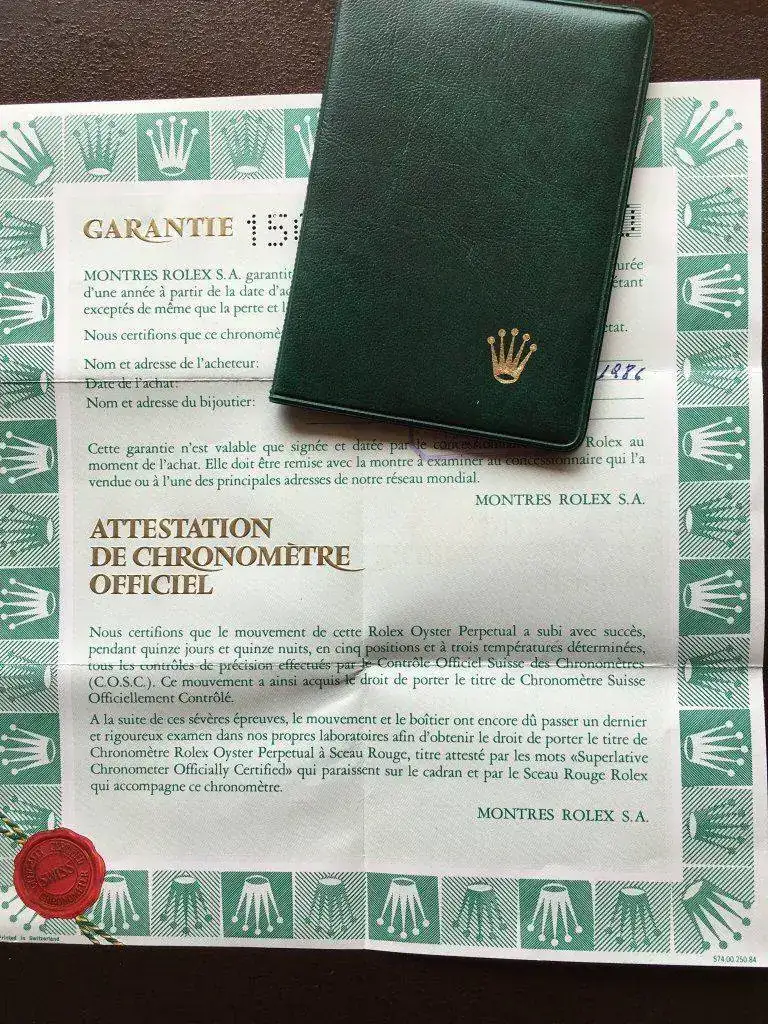 GARANTIE 15
MONTRES ROLEX S.A. garantit urée
d'une année à partir de la date d'ac étant
exceptés de même que la perte et l
Nous certifions que ce chronomè état.
Nom et adresse de l'acheteur:
Date de l'achat: 1986
Nom et adresse du bijoutier:
Cette garantie n'est valable que signée et datée par le concessionnaire Rolex au
moment de l'achat. Elle doit être remise avec la montre à examiner au concessionnaire qui l'a
vendue ou à l'une des principales adresses de notre réseau mondial.
MONTRES ROLEX S.A.
ATTESTATION
DE CHRONOMÈTRE
OFFICIEL
Nous certifions que le mouvement de cette Rolex Oyster Perpetual a subi avec succès,
pendant quinze jours et quinze nuits, en cinq positions et à trois températures déterminées,
tous les contrôles de précision effectués par le Contrôle Officiel Suisse des Chronomètres
(C.O.S.C.). Ce mouvement a ainsi acquis le droit de porter le titre de Chronomètre Suisse
Officiellement Contrôlé.
A la suite de ces sévères épreuves, le mouvement et le boîtier ont encore dû passer un dernier
et rigoureux examen dans nos propres laboratoires afin d'obtenir le droit de porter le titre de
Chronomètre Rolex Oyster Perpetual à Sceau Rouge, titre attesté par les mots «Superlative
Chronometer Officially Certified» qui paraissent sur le cadran et par le Sceau Rouge Rolex
qui accompagne ce chronomètre.
MONTRES ROLEX S.A.
SWISS
CHRONOMETER
Printed in Switzerland
574.00.250.84